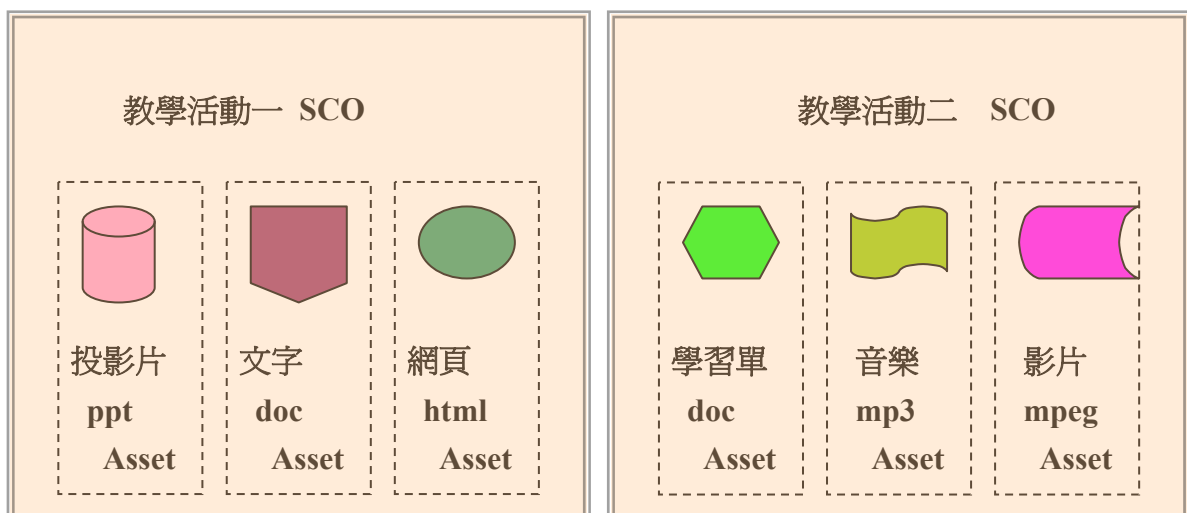 教學活動一 SCO
投影片
ppt
Asset
文字
doc
Asset
網頁
html
Asset
教學活動二 SCO
學習單
doc
Asset
音樂
mp3
Asset
影片
mpeg
Asset